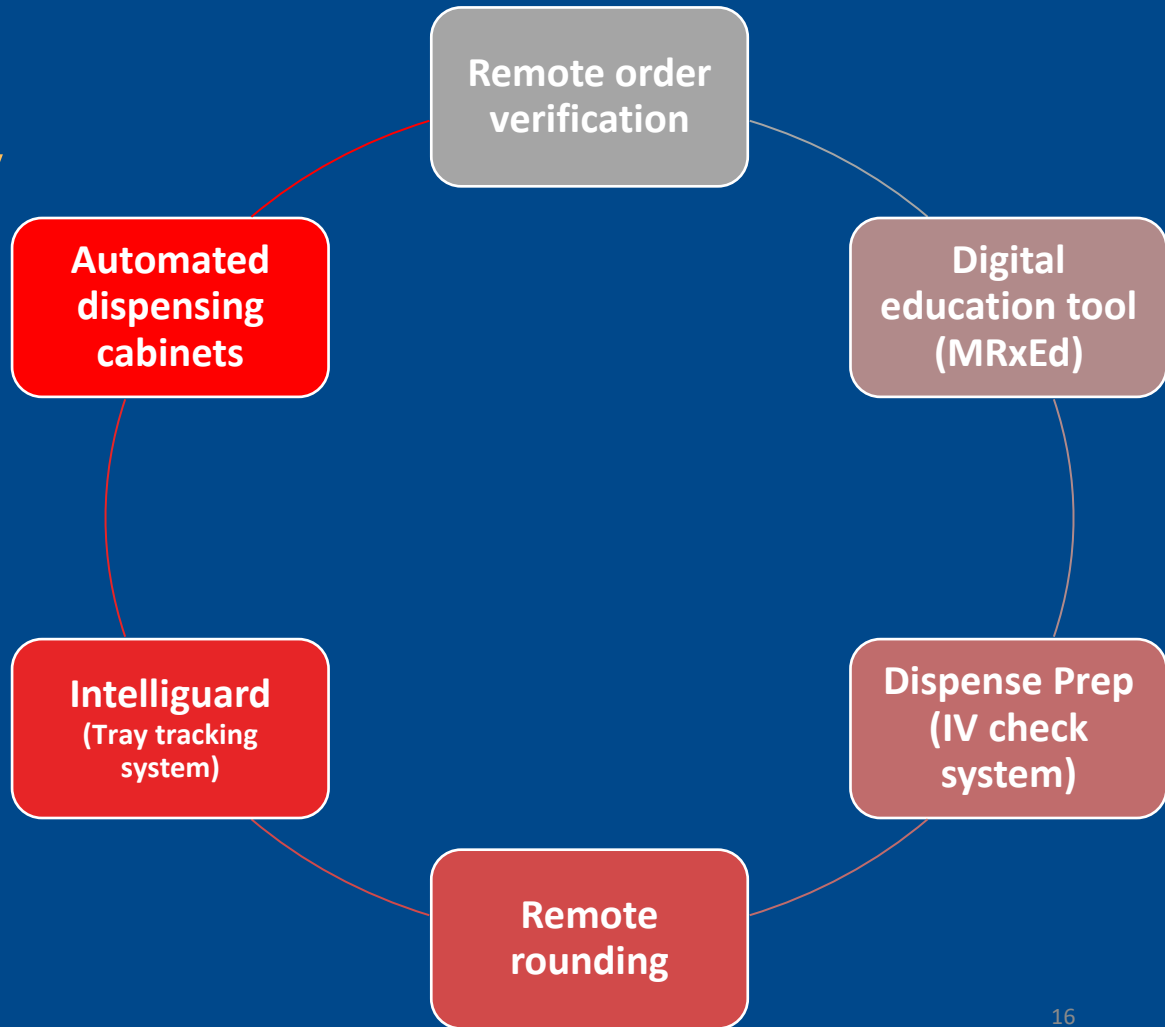 Remote order
verification
Digital
education tool
(MRxEd)
Dispense Prep
(IV check
system)
Remote
rounding
Intelliguard
(Tray tracking
system)
Automated
dispensing
cabinets
16